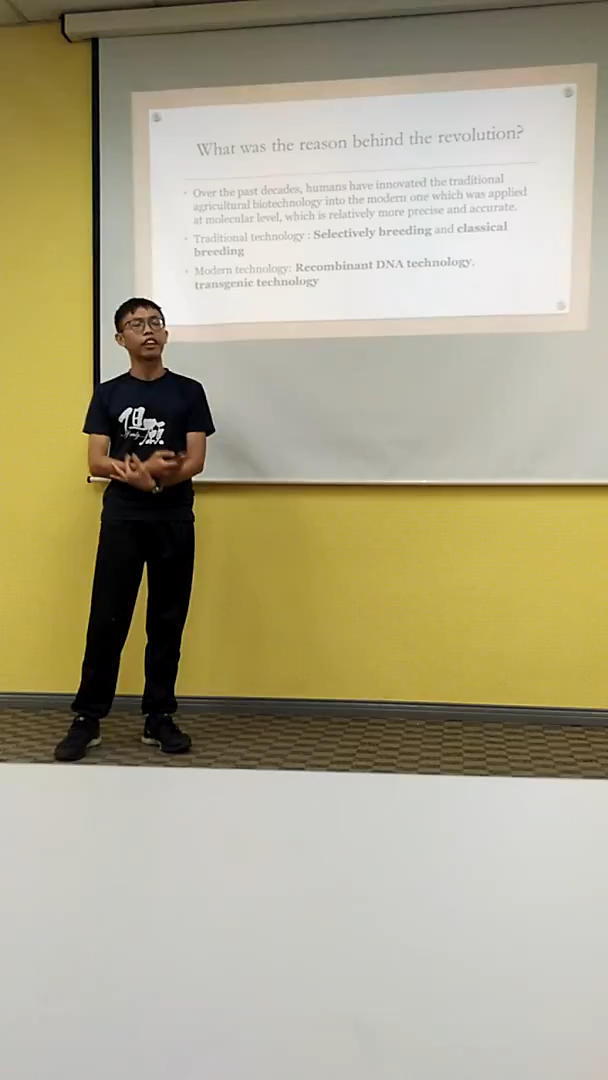 What was the reason behind the revolution?
• Over the past decades, humans have innovated the traditional
agricultural biotechnology into the modern one which was applied
at molecular level, which is relatively more precise and accurate.
• Traditional technology : Selectively breeding and classical
breeding
• Modern technology: Recombinant DNA technology,
transgenic technology
但願